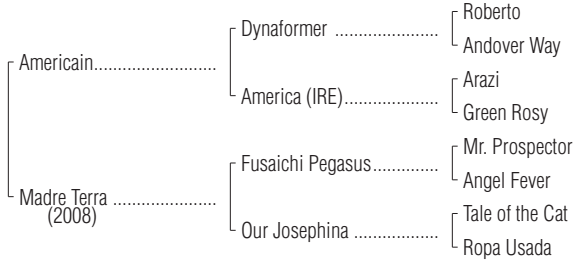 Roberto
Dynaformer ......................
Andover Way
Americain..........................
Arazi
America (IRE)....................
Green Rosy
Mr. Prospector
Fusaichi Pegasus..............
Angel Fever
Madre Terra ......................
(2008)
Tale of the Cat
Our Josephina ..................
Ropa Usada